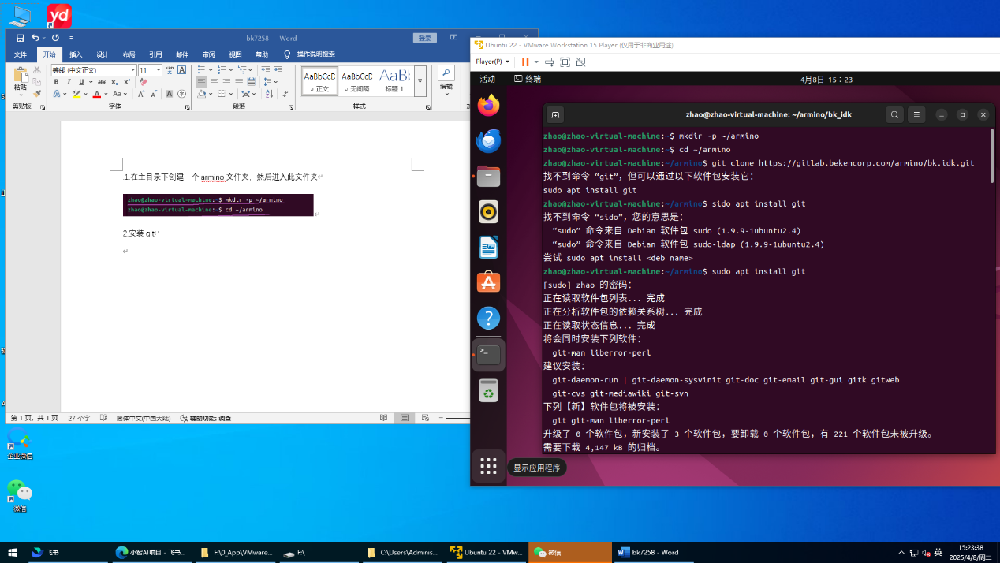 yd
bk7258 - Word
登录
文件 开始 插入 设计 布局 引用 邮件 审阅 视图 帮助 操作说明搜索
等线 (中文正文) 11
粘贴
编辑
AaBbCcD AaBbCcD AaBl
正文 无间隔 标题 1
剪贴板 字体 段落 样式
.1.在主目录下创建一个 armino 文件夹，然后进入此文件夹
zhao@zhao-virtual-machine:~$ mkdir -p ~/armino
zhao@zhao-virtual-machine:~$ cd ~/armino
2.安装 git
第 1 页，共 1 页 27 个字 简体中文(中国大陆) 辅助功能: 调查
企业微信
微信
Ubuntu 22 - VMware Workstation 15 Player (仅用于非商业用途)
Player(P)
活动 终端 4月8日 15：23
zhao@zhao-virtual-machine: ~/armino/bk_idk
zhao@zhao-virtual-machine:~$ mkdir -p ~/armino
zhao@zhao-virtual-machine:~$ cd ~/armino
zhao@zhao-virtual-machine:~/armino$ git clone https://gitlab.bekencorp.com/armino/bk.idk.git
找不到命令 “git”，但可以通过以下软件包安装它：
sudo apt install git
zhao@zhao-virtual-machine:~/armino$ sido apt install git
找不到命令 “sido”，您的意思是：
“sudo” 命令来自 Debian 软件包 sudo (1.9.9-1ubuntu2.4)
“sudo” 命令来自 Debian 软件包 sudo-ldap (1.9.9-1ubuntu2.4)
尝试 sudo apt install <deb name>
zhao@zhao-virtual-machine:~/armino$ sudo apt install git
[sudo] zhao 的密码：
正在读取软件包列表... 完成
正在分析软件包的依赖关系树... 完成
正在读取状态信息... 完成
将会同时安装下列软件：
git-man liberror-perl
建议安装：
git-daemon-run | git-daemon-sysvinit git-doc git-email git-gui gitk gitweb
git-cvs git-mediawiki git-svn
下列【新】软件包将被安装：
git git-man liberror-perl
升级了 0 个软件包，新安装了 3 个软件包，要卸载 0 个软件包，有 221 个软件包未被升级。
需要下载 4,147 kB 的归档。
显示应用程序
飞书 小智AI项目 - 飞书... F:\0_App\VMware... F:\ C:\Users\Adminis... Ubuntu 22 - VMw... 微信 bk7258 - Word
英
15:23:38
2025/4/8/周二